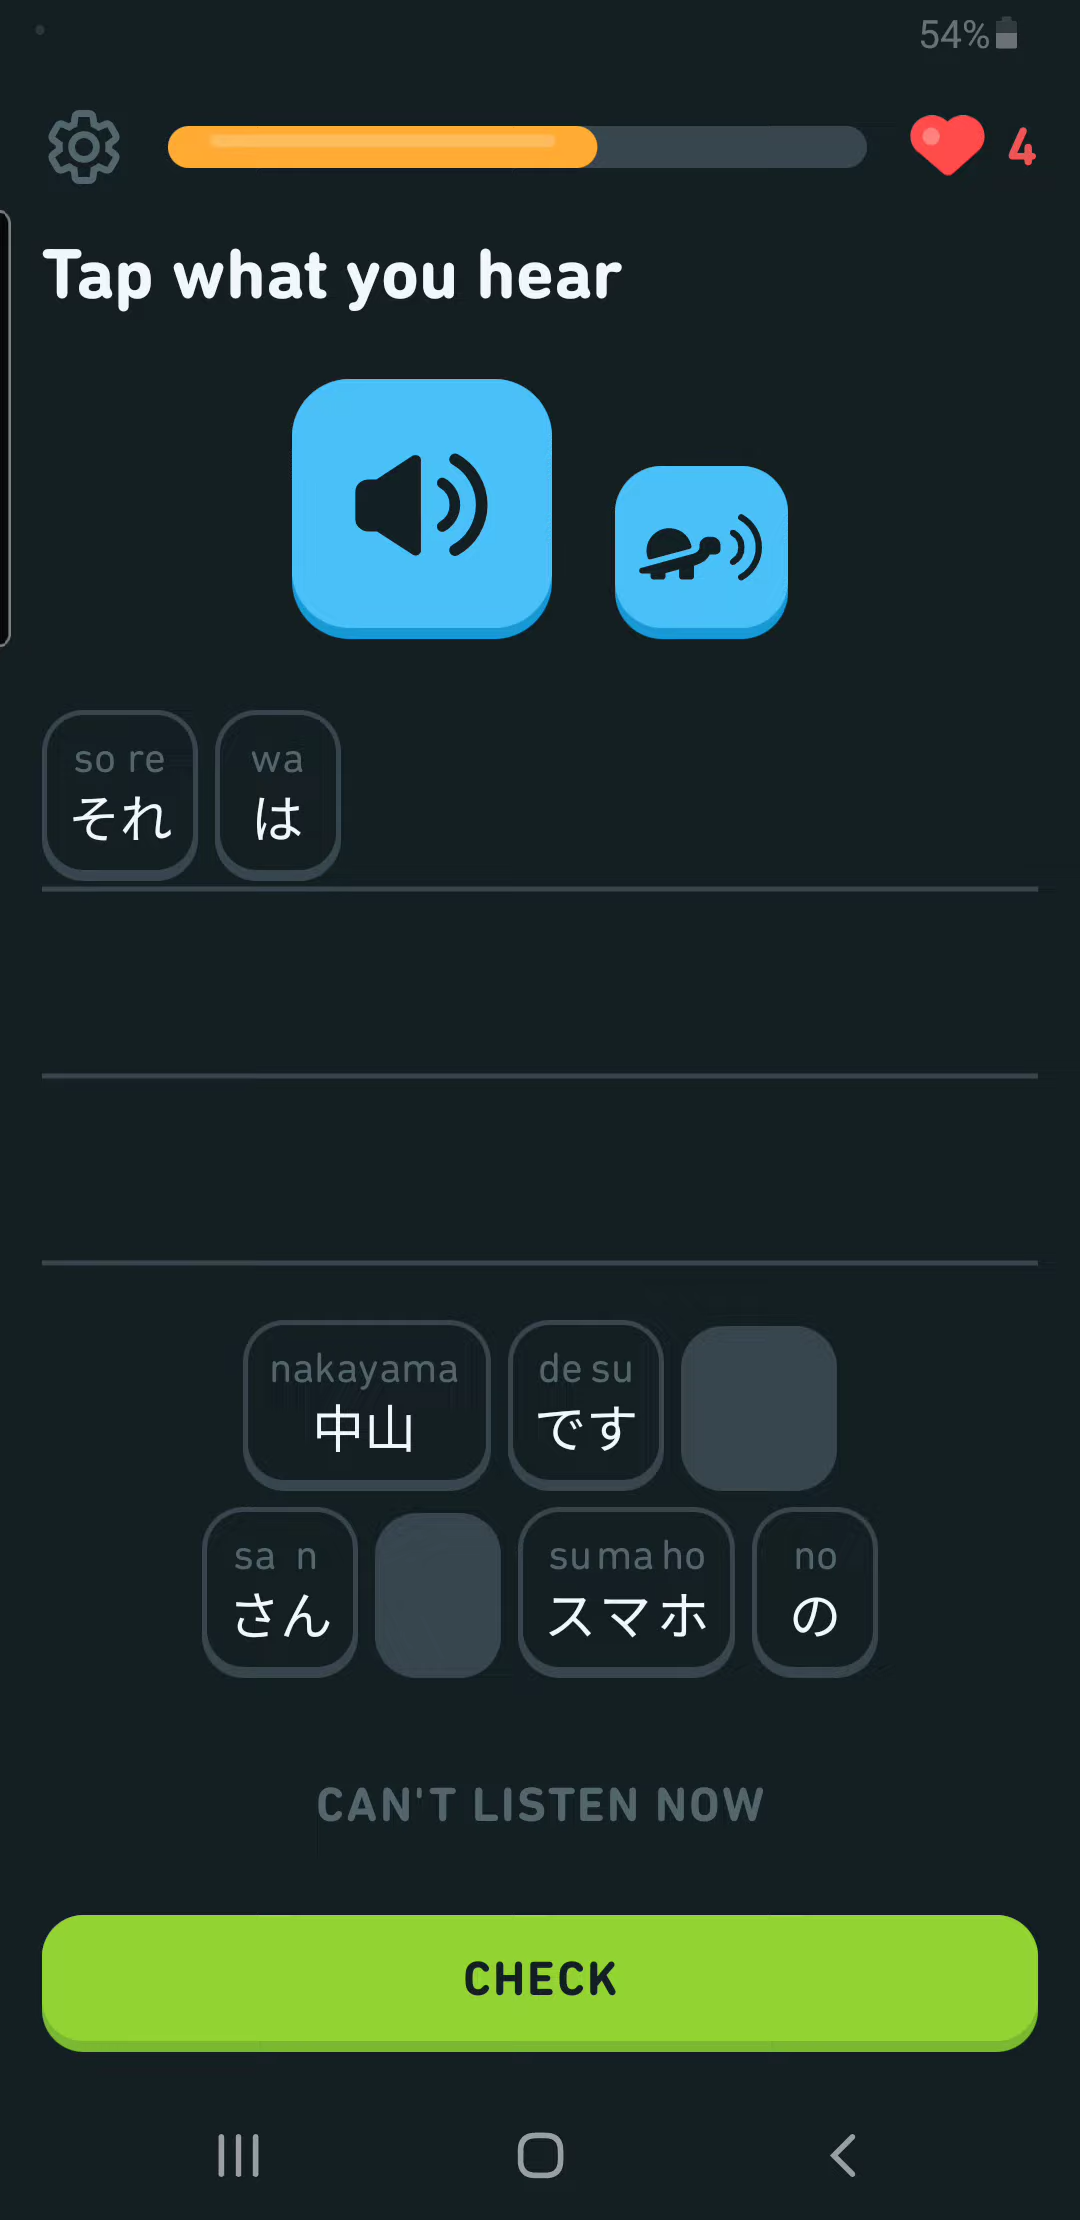 54%
4
Tap what you hear
so re wa
それ は
nakayama de su
中山 です
sa n su ma ho no
さん スマホ の
CAN'T LISTEN NOW
CHECK